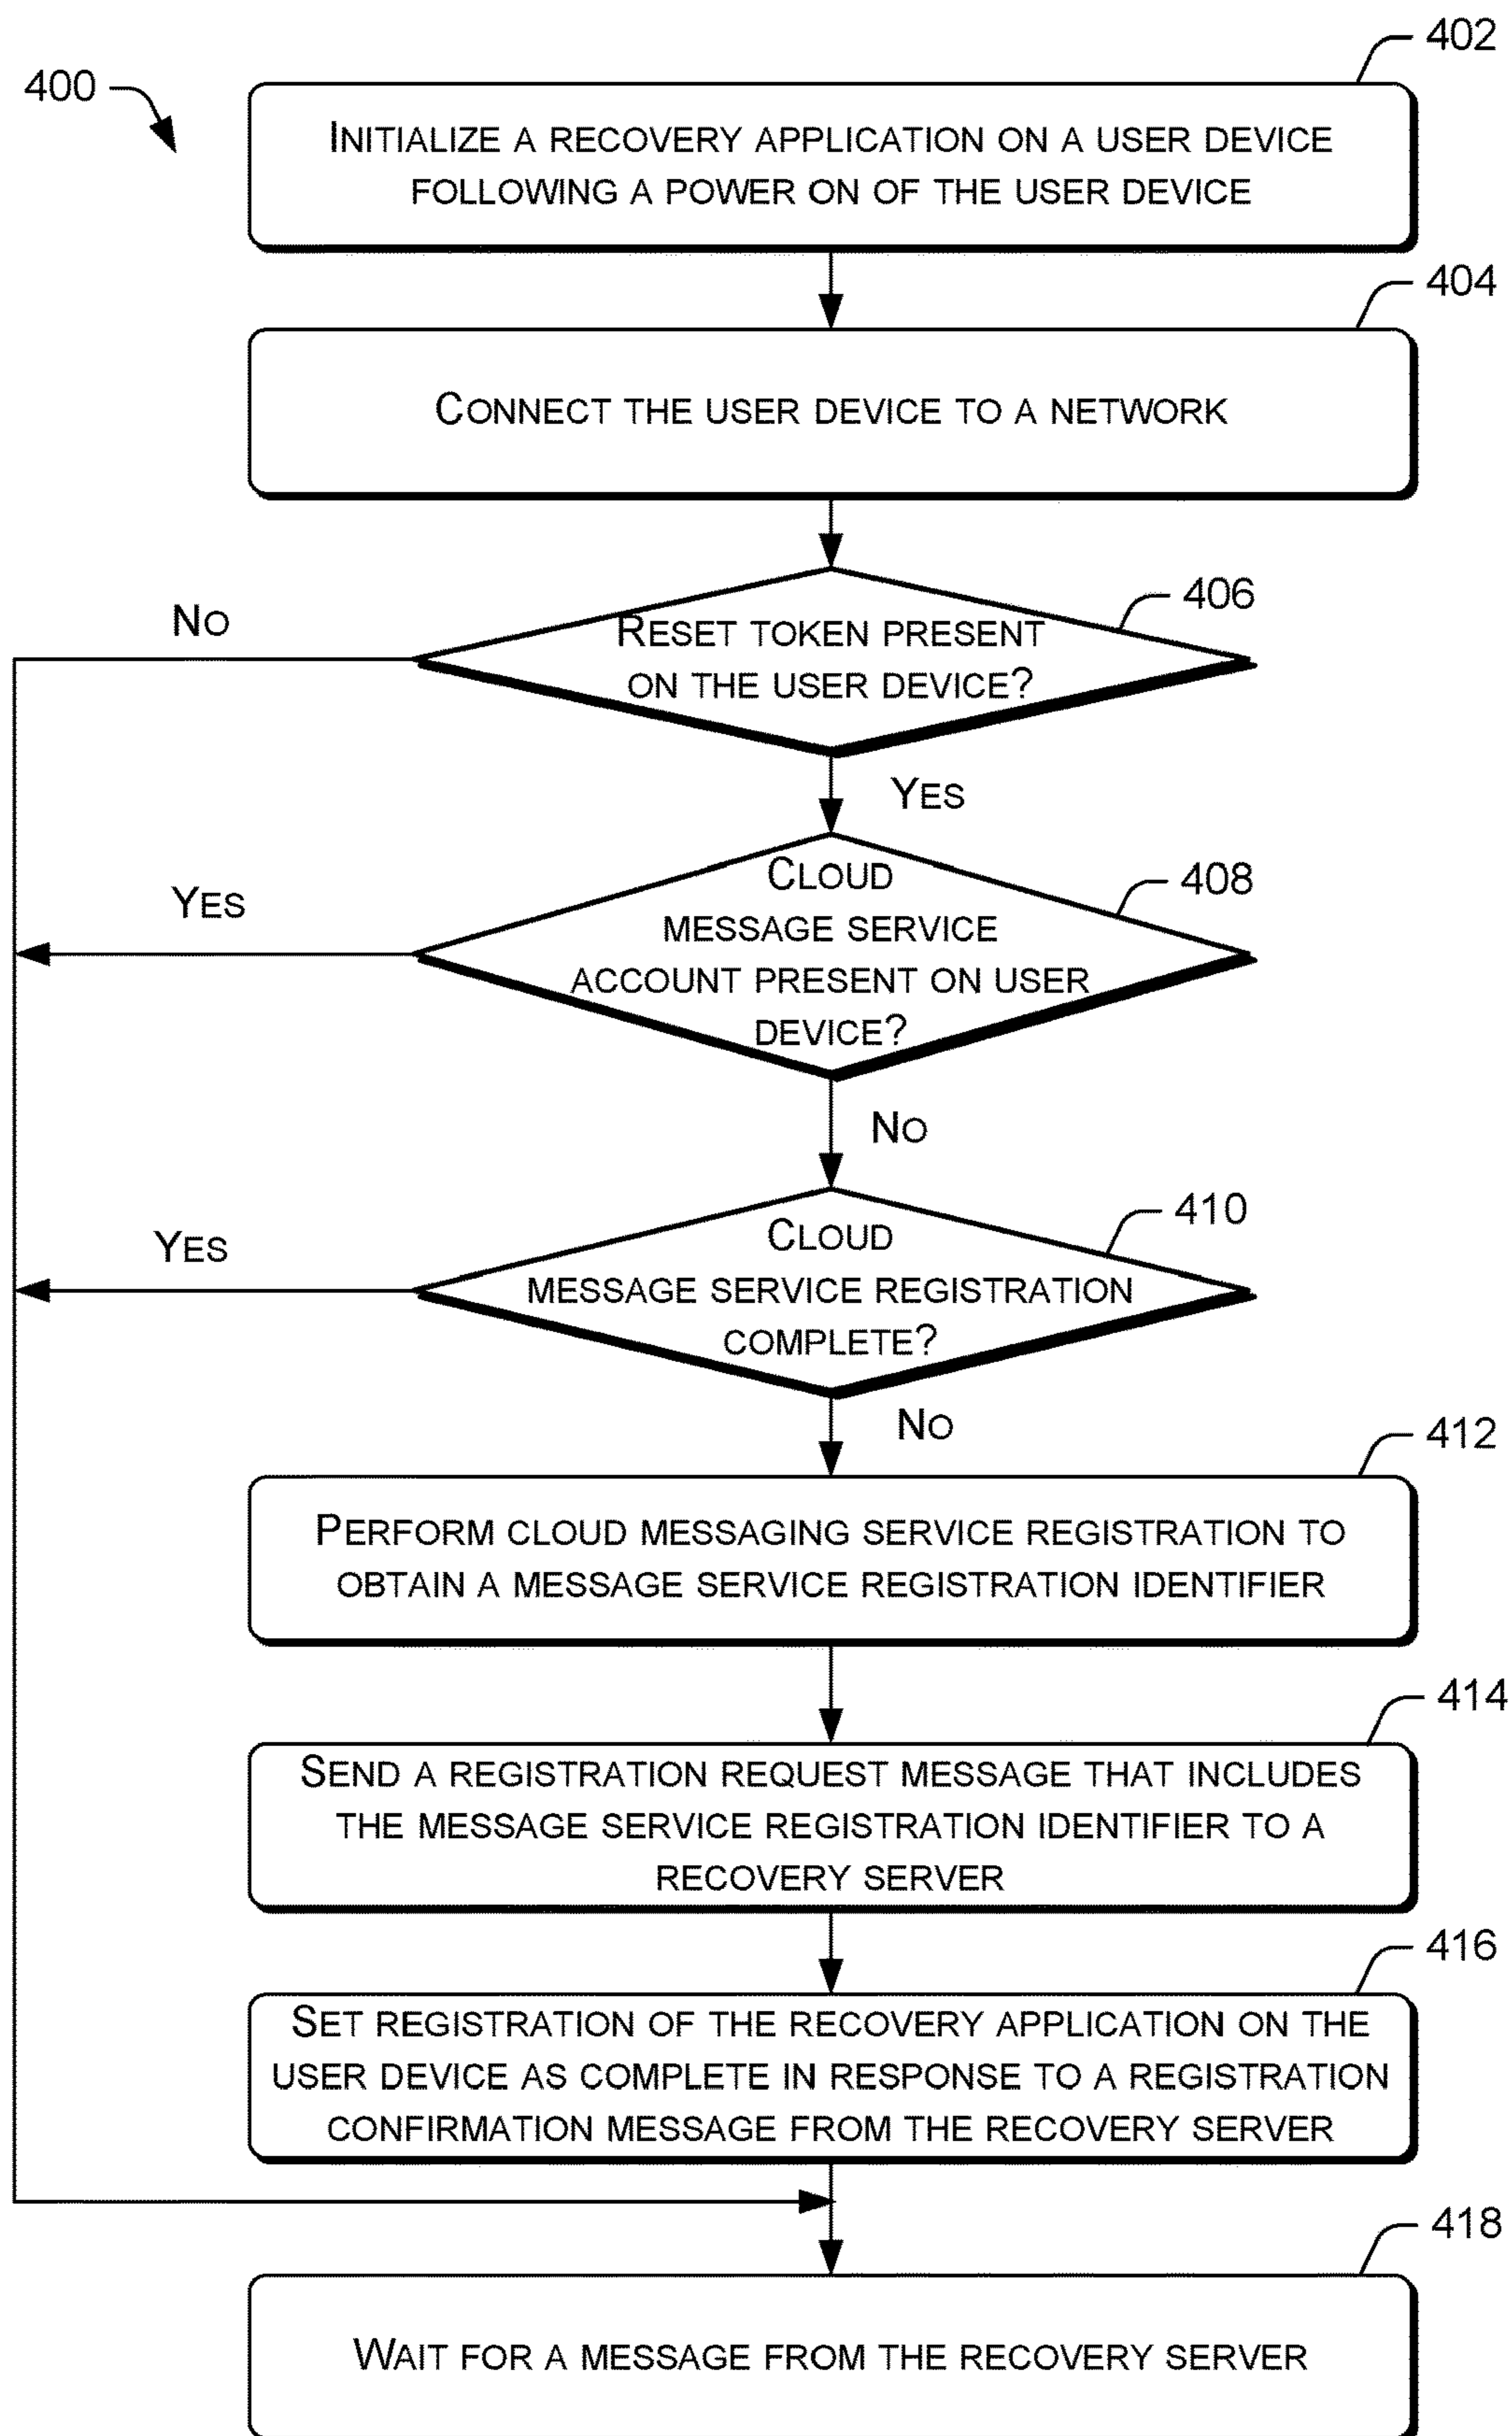 402
400
INITIALIZE A RECOVERY APPLICATION ON A USER DEVICE
FOLLOWING A POWER ON OF THE USER DEVICE
404
CONNECT THE USER DEVICE TO A NETWORK
406
NO
RESET TOKEN PRESENT
ON THE USER DEVICE?
YES
408
CLOUD
MESSAGE SERVICE
ACCOUNT PRESENT ON USER
DEVICE?
YES
NO
410
CLOUD
MESSAGE SERVICE REGISTRATION
COMPLETE?
YES
NO
412
PERFORM CLOUD MESSAGING SERVICE REGISTRATION TO
OBTAIN A MESSAGE SERVICE REGISTRATION IDENTIFIER
414
SEND A REGISTRATION REQUEST MESSAGE THAT INCLUDES
THE MESSAGE SERVICE REGISTRATION IDENTIFIER TO A
RECOVERY SERVER
416
SET REGISTRATION OF THE RECOVERY APPLICATION ON THE
USER DEVICE AS COMPLETE IN RESPONSE TO A REGISTRATION
CONFIRMATION MESSAGE FROM THE RECOVERY SERVER
418
WAIT FOR A MESSAGE FROM THE RECOVERY SERVER